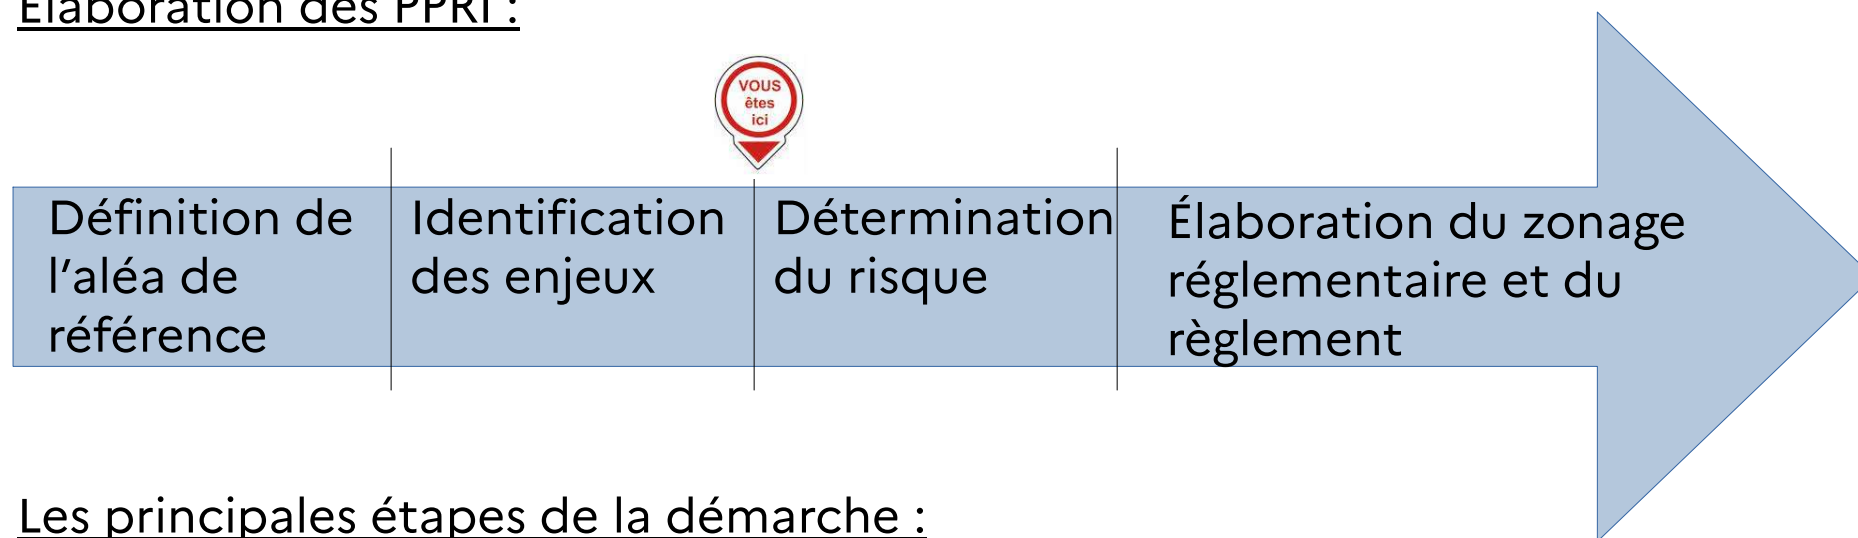 Élaboration des PPRI :
VOUS
êtes
ici
Définition de
l’aléa de
référence
Identification
des enjeux
Détermination
du risque
Élaboration du zonage
réglementaire et du
règlement
Les principales étapes de la démarche :